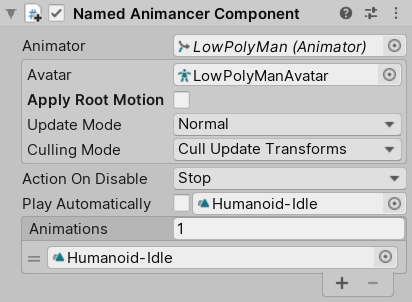 Named Animancer Component
Animator LowPolyMan (Animator)
Avatar LowPolyManAvatar
Apply Root Motion
Update Mode Normal
Culling Mode Cull Update Transforms
Action On Disable Stop
Play Automatically Humanoid-Idle
Animations 1
Humanoid-Idle